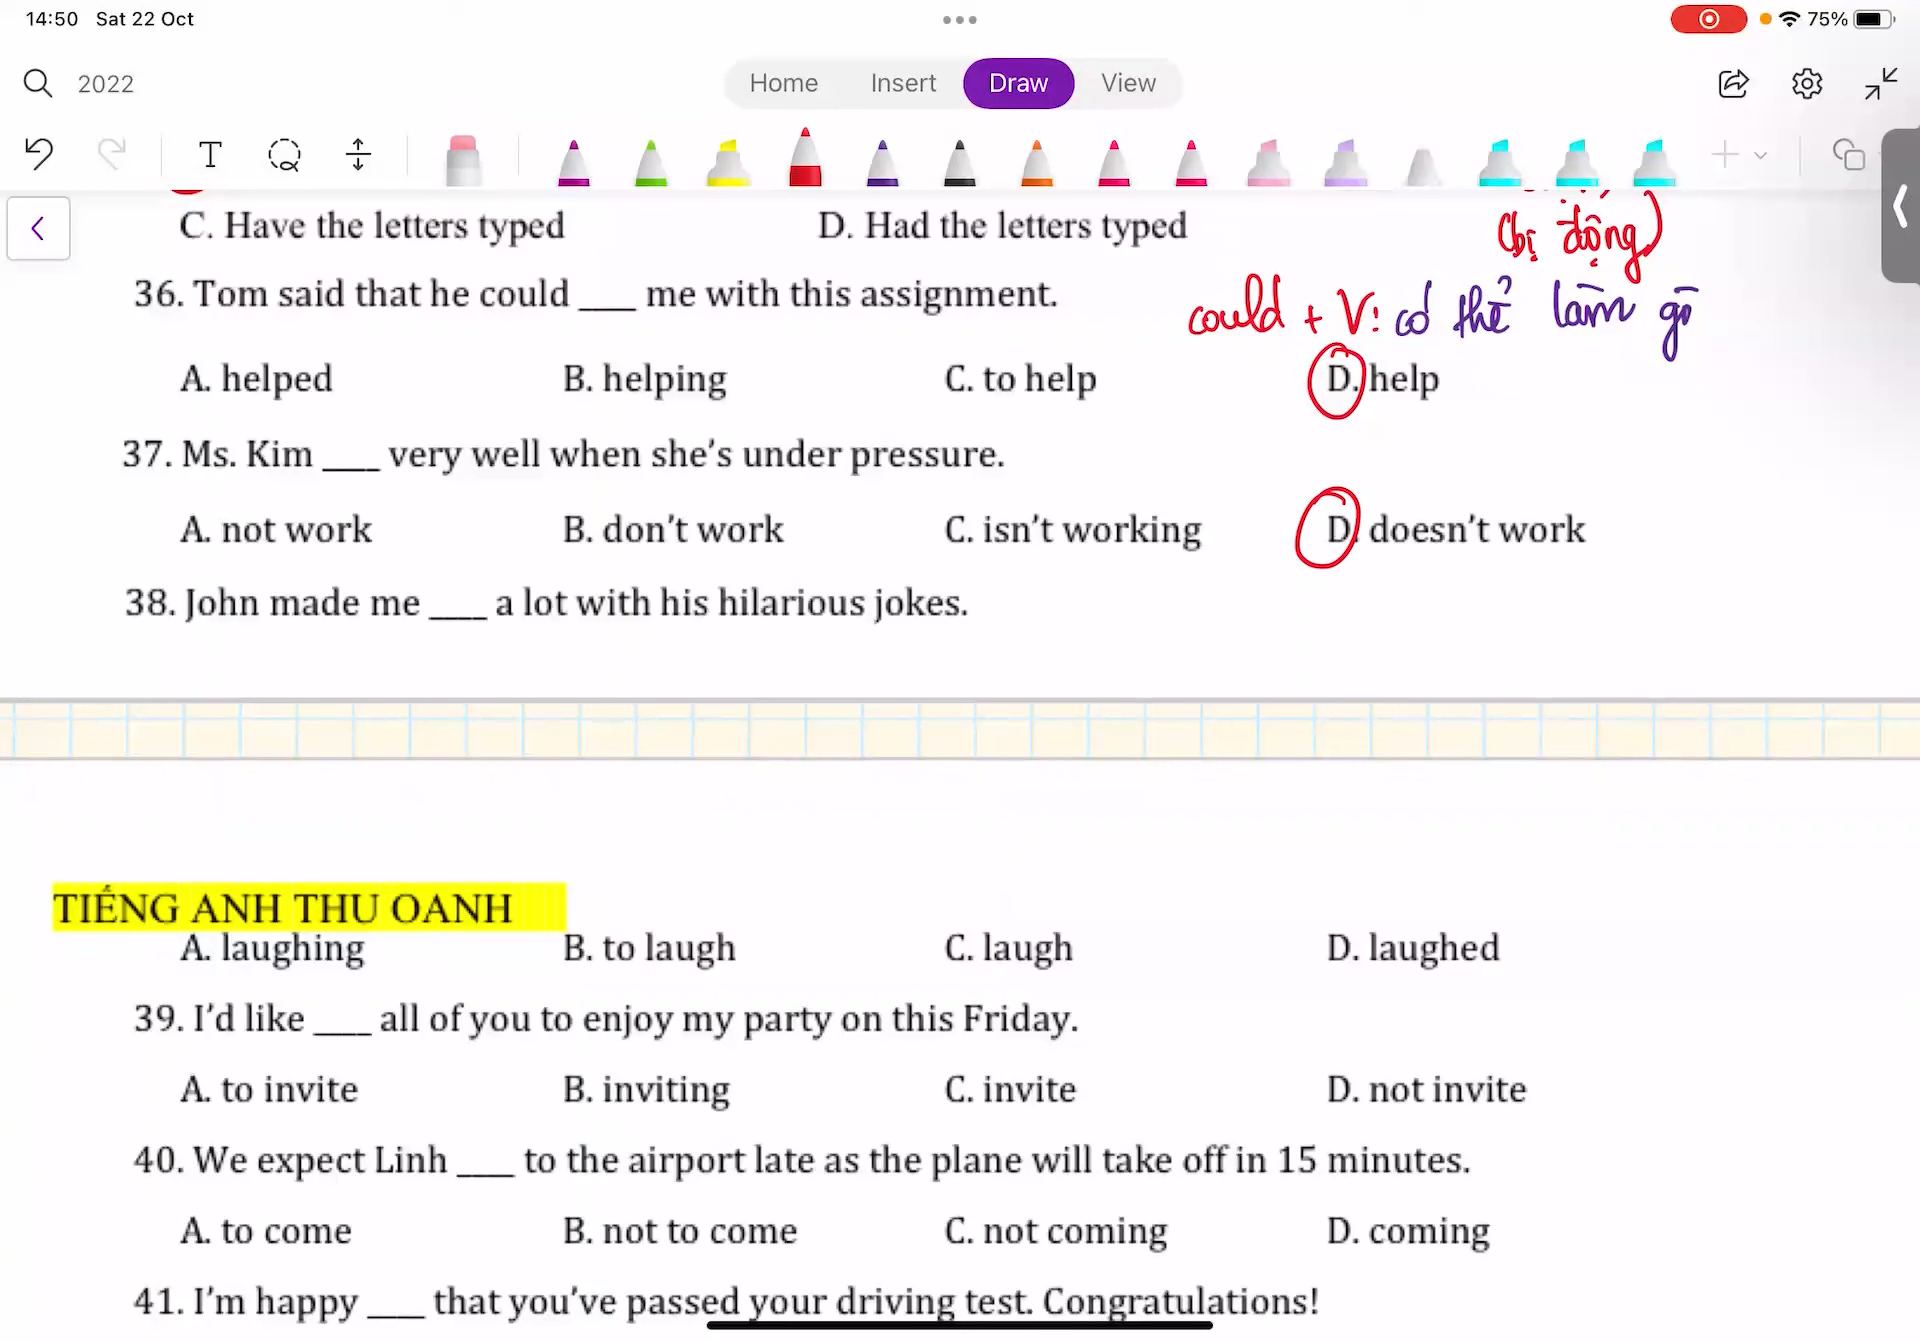 14:50 Sat 22 Oct
75%
2022
Home Insert Draw View
T
C. Have the letters typed D. Had the letters typed
(bị động)
36. Tom said that he could ____ me with this assignment.
could + V: có thể làm gì
A. helped B. helping C. to help D. help
37. Ms. Kim ____ very well when she's under pressure.
A. not work B. don't work C. isn't working D. doesn't work
38. John made me ____ a lot with his hilarious jokes.
TIẾNG ANH THU OANH
A. laughing B. to laugh C. laugh D. laughed
39. I'd like ____ all of you to enjoy my party on this Friday.
A. to invite B. inviting C. invite D. not invite
40. We expect Linh ____ to the airport late as the plane will take off in 15 minutes.
A. to come B. not to come C. not coming D. coming
41. I'm happy ____ that you've passed your driving test. Congratulations!